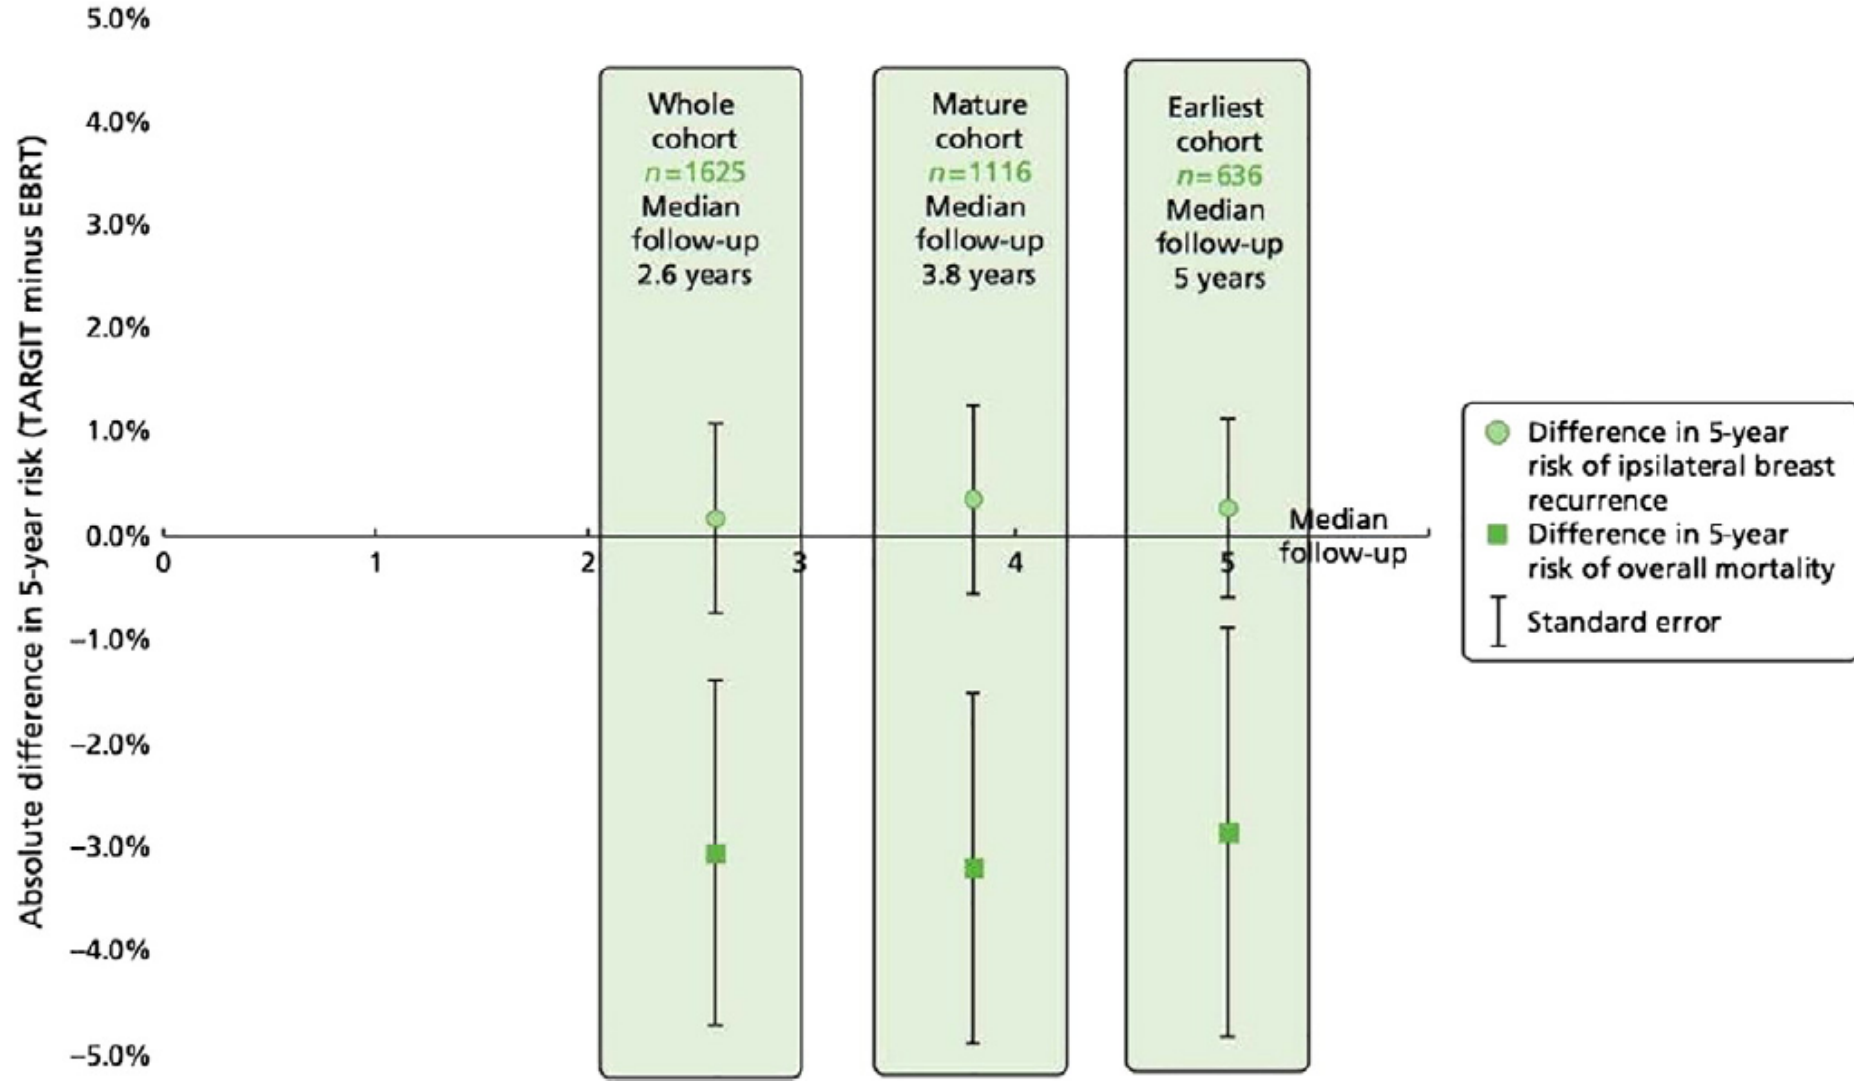 Absolute difference in 5-year risk (TARGIT minus EBRT)
5.0%
4.0%
3.0%
2.0%
1.0%
0.0%
–1.0%
–2.0%
–3.0%
–4.0%
–5.0%
0
1
2
3
4
5
Median
follow-up
Whole
cohort
n=1625
Median
follow-up
2.6 years
Mature
cohort
n=1116
Median
follow-up
3.8 years
Earliest
cohort
n=636
Median
follow-up
5 years
Difference in 5-year
risk of ipsilateral breast
recurrence
Difference in 5-year
risk of overall mortality
Standard error